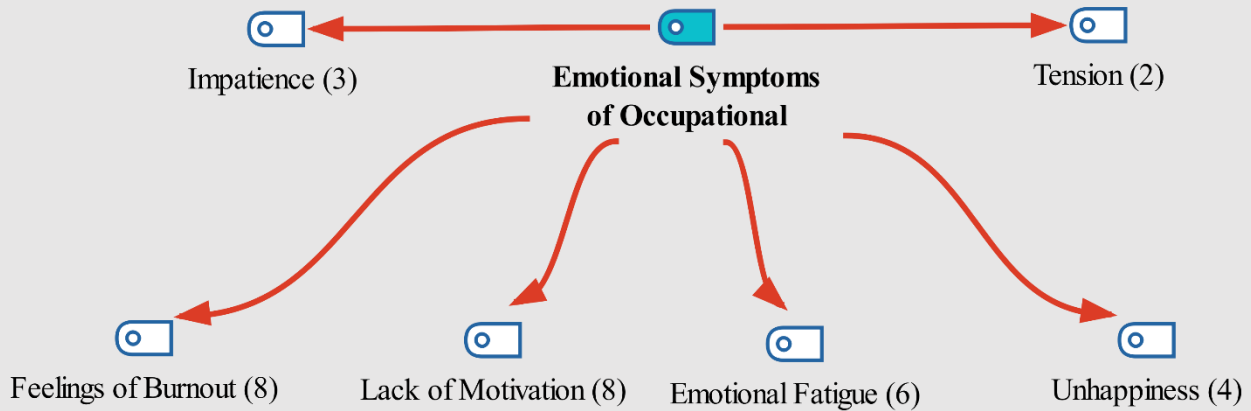 Impatience (3)
Emotional Symptoms
of Occupational
Tension (2)
Feelings of Burnout (8)
Lack of Motivation (8)
Emotional Fatigue (6)
Unhappiness (4)